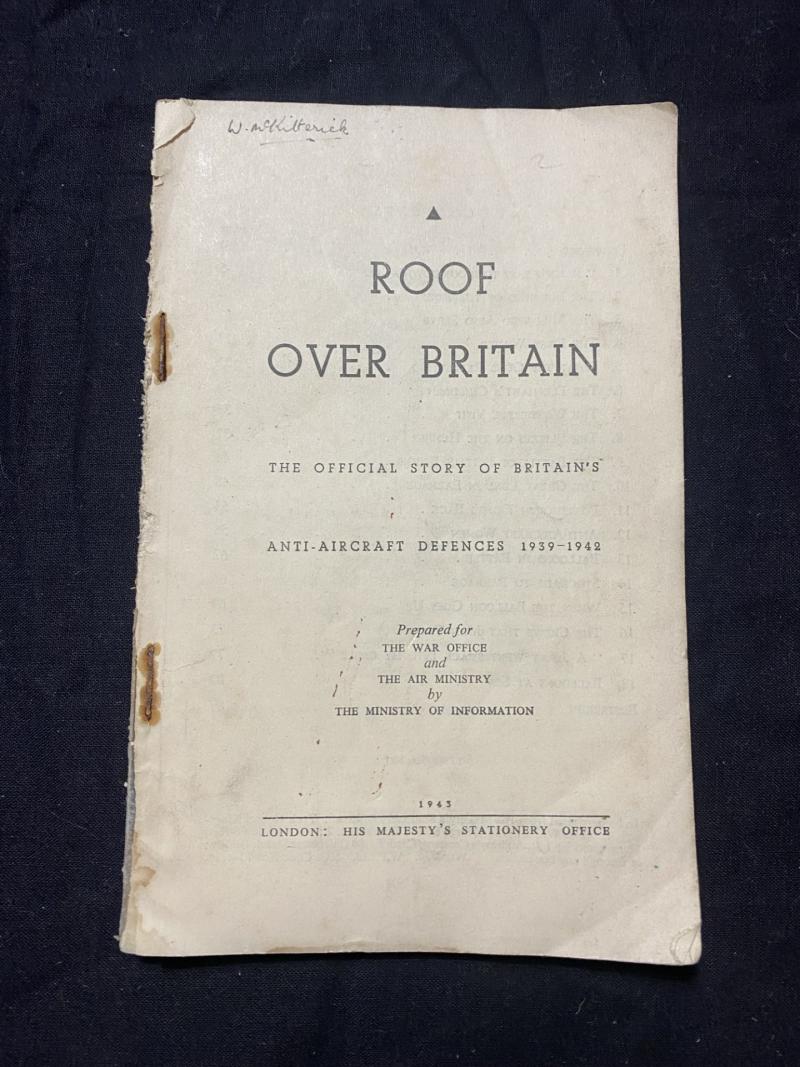 W. McKitterick
2
ROOF
OVER BRITAIN
THE OFFICIAL STORY OF BRITAIN'S
ANTI-AIRCRAFT DEFENCES 1939–1942
Prepared for
THE WAR OFFICE
and
THE AIR MINISTRY
by
THE MINISTRY OF INFORMATION
1943
LONDON: HIS MAJESTY'S STATIONERY OFFICE